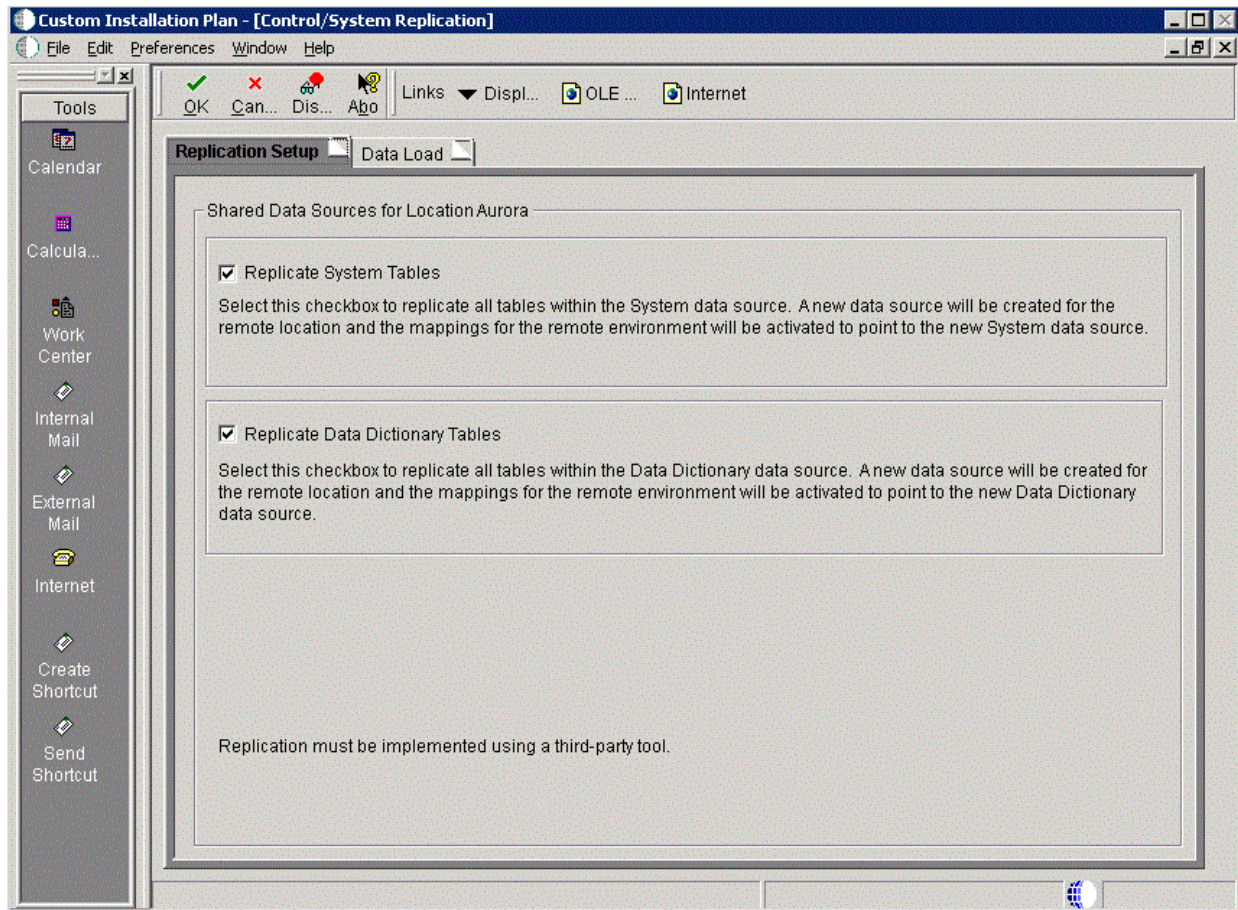 Custom Installation Plan - [Control/System Replication]
File Edit Preferences Window Help
Tools
Calendar
Calcula...
Work
Center
Internal
Mail
External
Mail
Internet
Create
Shortcut
Send
Shortcut
OK Can... Dis... Abo Links Displ... OLE ... Internet
Replication Setup Data Load
Shared Data Sources for Location Aurora
Replicate System Tables
Select this checkbox to replicate all tables within the System data source. A new data source will be created for the
remote location and the mappings for the remote environment will be activated to point to the new System data source.
Replicate Data Dictionary Tables
Select this checkbox to replicate all tables within the Data Dictionary data source. A new data source will be created for
the remote location and the mappings for the remote environment will be activated to point to the new Data Dictionary
data source.
Replication must be implemented using a third-party tool.